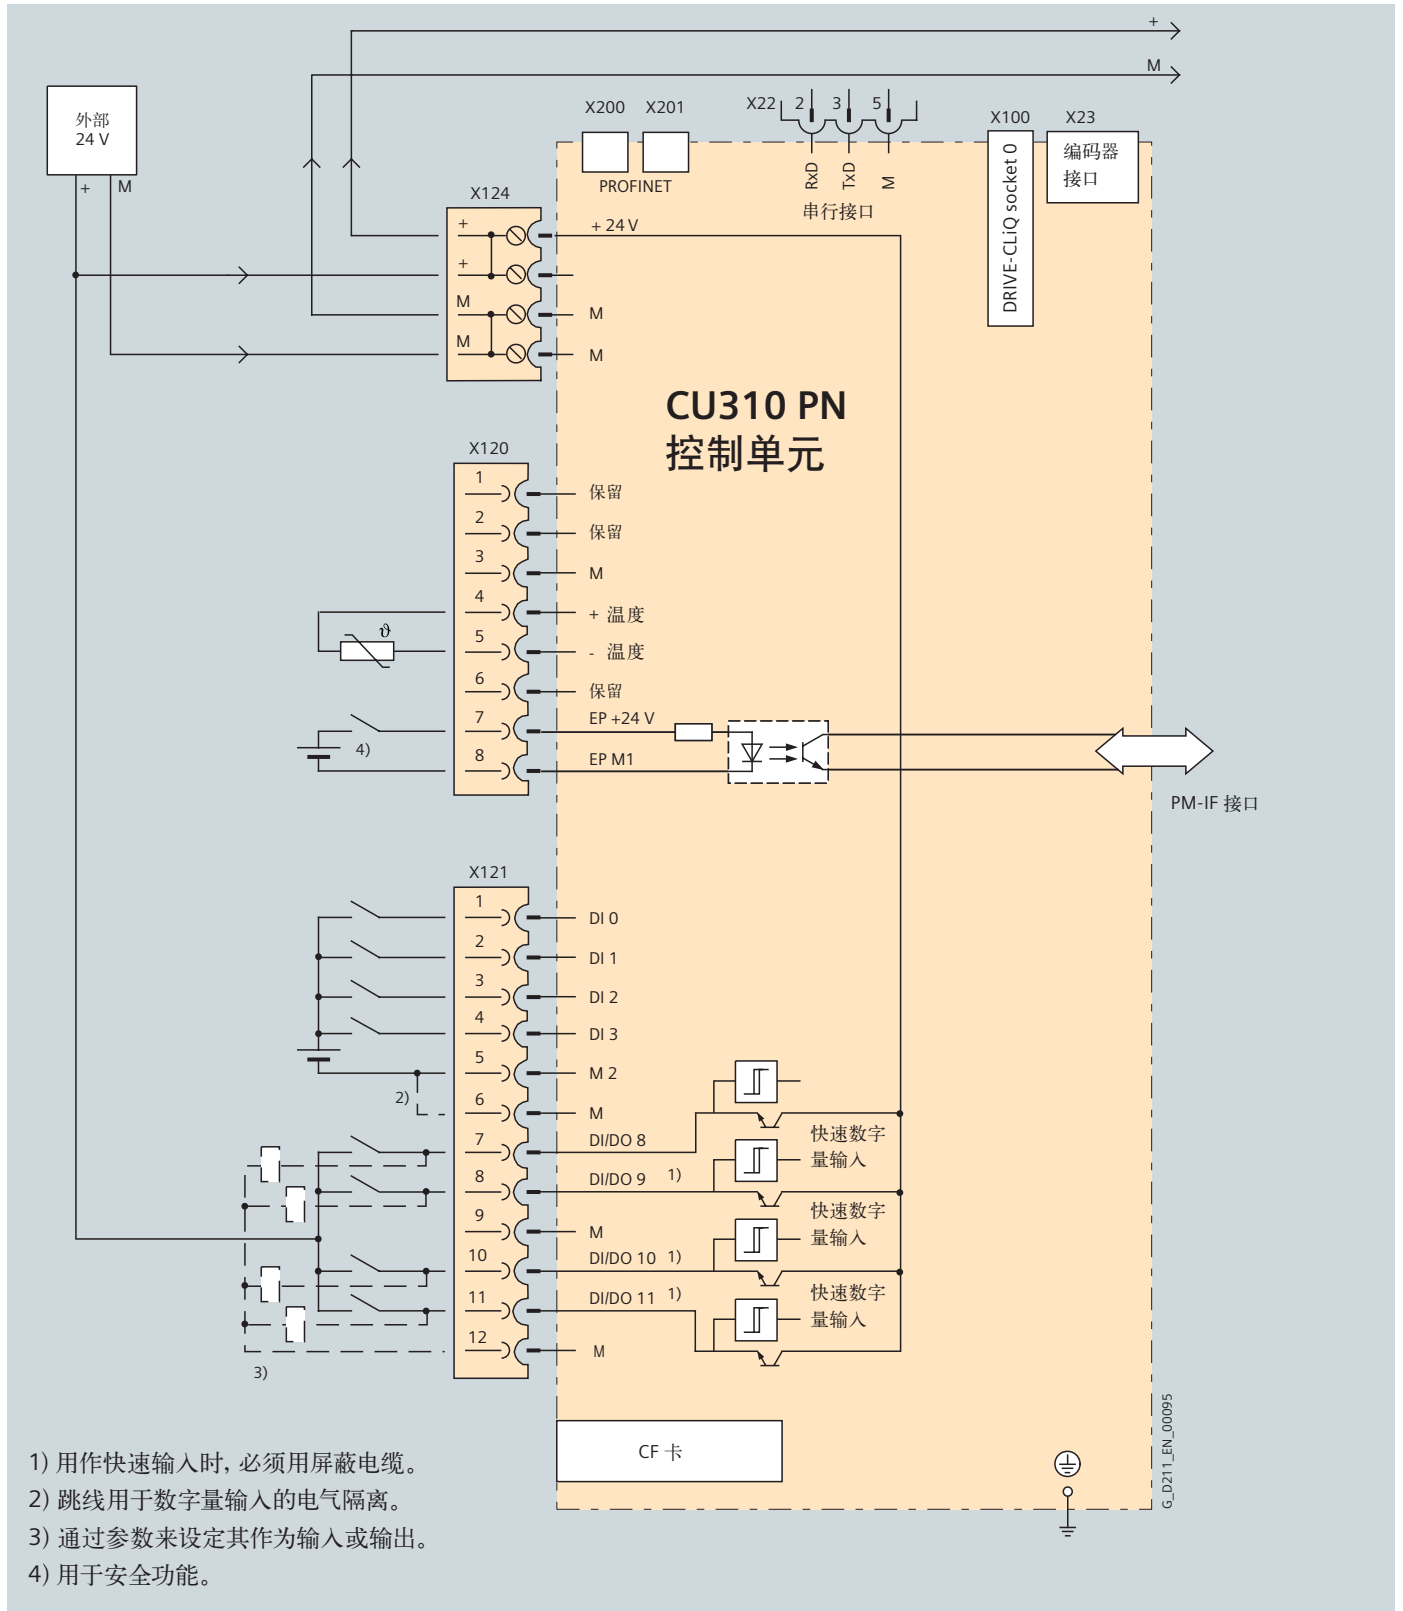 +
M
外部
24 V
+
M
X200
X201
PROFINET
X22
2
3
5
RxD
TxD
M
串行接口
X100
DRIVE-CLiQ socket 0
X23
编码器
接口
X124
+
+ 24 V
+
M
M
M
M
CU310 PN
控制单元
X120
1
保留
2
保留
3
M
4
+ 温度
ϑ
5
- 温度
6
保留
7
EP +24 V
4)
8
EP M1
PM-IF 接口
X121
1
DI 0
2
DI 1
3
DI 2
4
DI 3
5
M 2
2)
6
M
7
DI/DO 8
快速数字
量输入
8
DI/DO 9 1)
快速数字
量输入
9
M
10
DI/DO 10 1)
快速数字
量输入
11
DI/DO 11 1)
12
M
3)
CF 卡
G_D211_EN_00095
1) 用作快速输入时, 必须用屏蔽电缆。
2) 跳线用于数字量输入的电气隔离。
3) 通过参数来设定其作为输入或输出。
4) 用于安全功能。